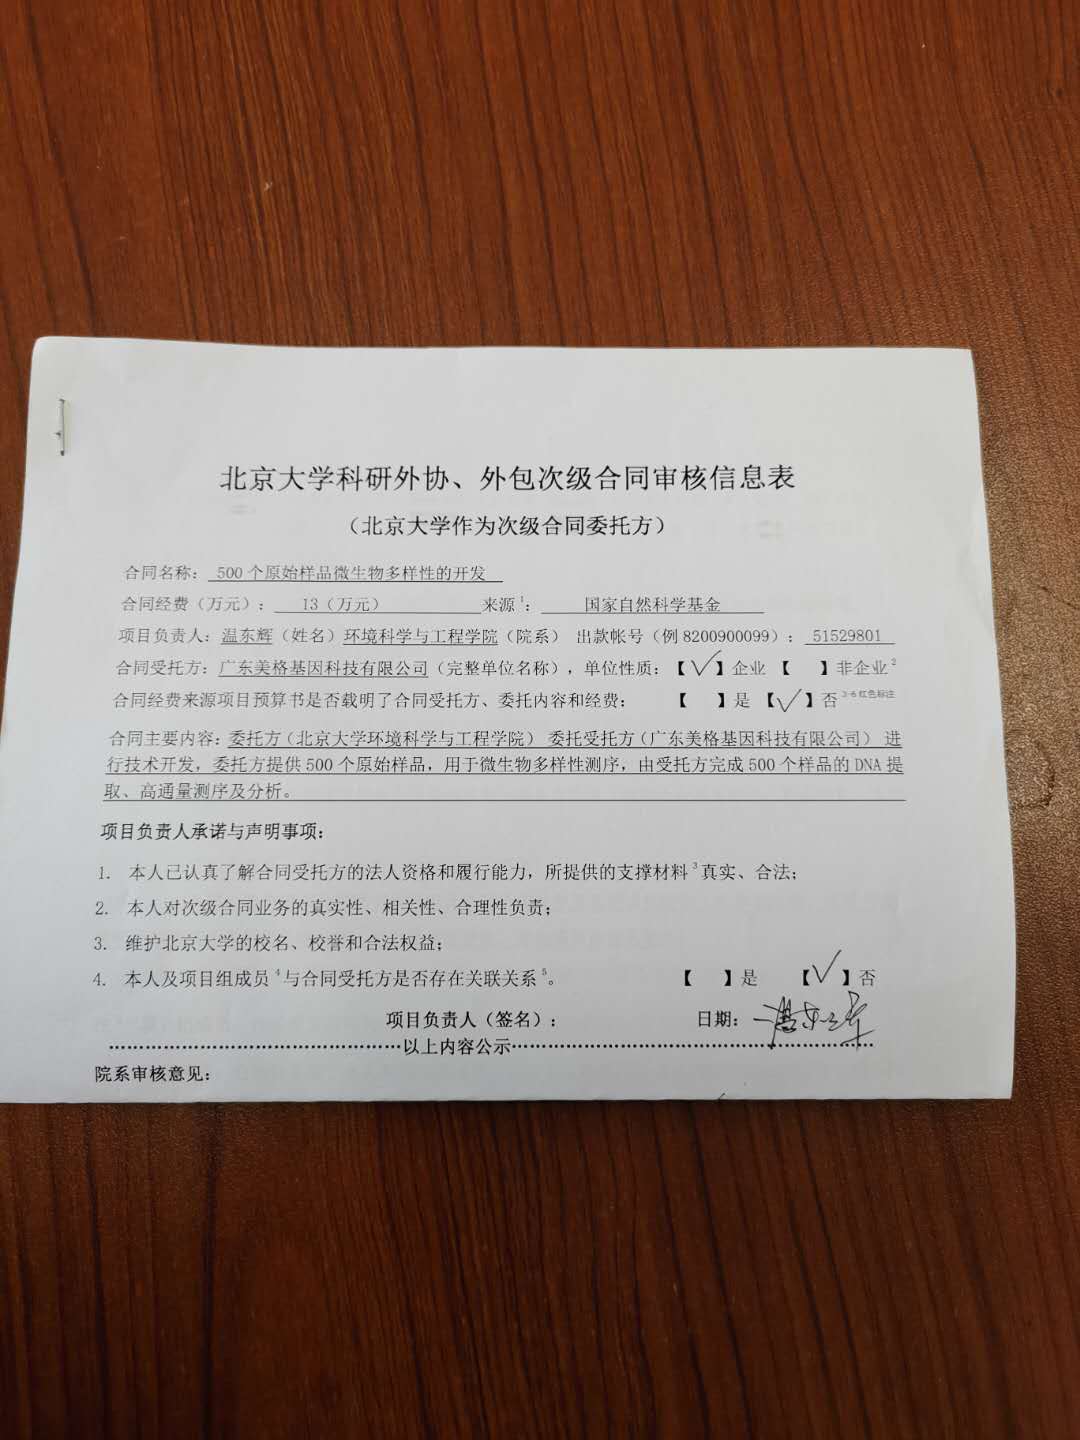 北京大学科研外协、外包次级合同审核信息表
（北京大学作为次级合同委托方）
合同名称： 500个原始样品微生物多样性的开发
合同经费（万元）： 13（万元） 来源1： 国家自然科学基金
项目负责人：温东辉（姓名）环境科学与工程学院（院系） 出款帐号（例8200900099）： 51529801
合同受托方：广东美格基因科技有限公司（完整单位名称），单位性质：【√】企业 【 】非企业2
合同经费来源项目预算书是否载明了合同受托方、委托内容和经费： 【 】是 【√】否 3-6红色标注
合同主要内容：委托方（北京大学环境科学与工程学院） 委托受托方（广东美格基因科技有限公司） 进
行技术开发，委托方提供500个原始样品，用于微生物多样性测序，由受托方完成500个样品的DNA提
取、高通量测序及分析。
项目负责人承诺与声明事项：
1. 本人已认真了解合同受托方的法人资格和履行能力，所提供的支撑材料3真实、合法；
2. 本人对次级合同业务的真实性、相关性、合理性负责；
3. 维护北京大学的校名、校誉和合法权益；
4. 本人及项目组成员4与合同受托方是否存在关联关系5。 【 】是 【√】否
项目负责人（签名）： 日期：温东辉
以上内容公示
院系审核意见：